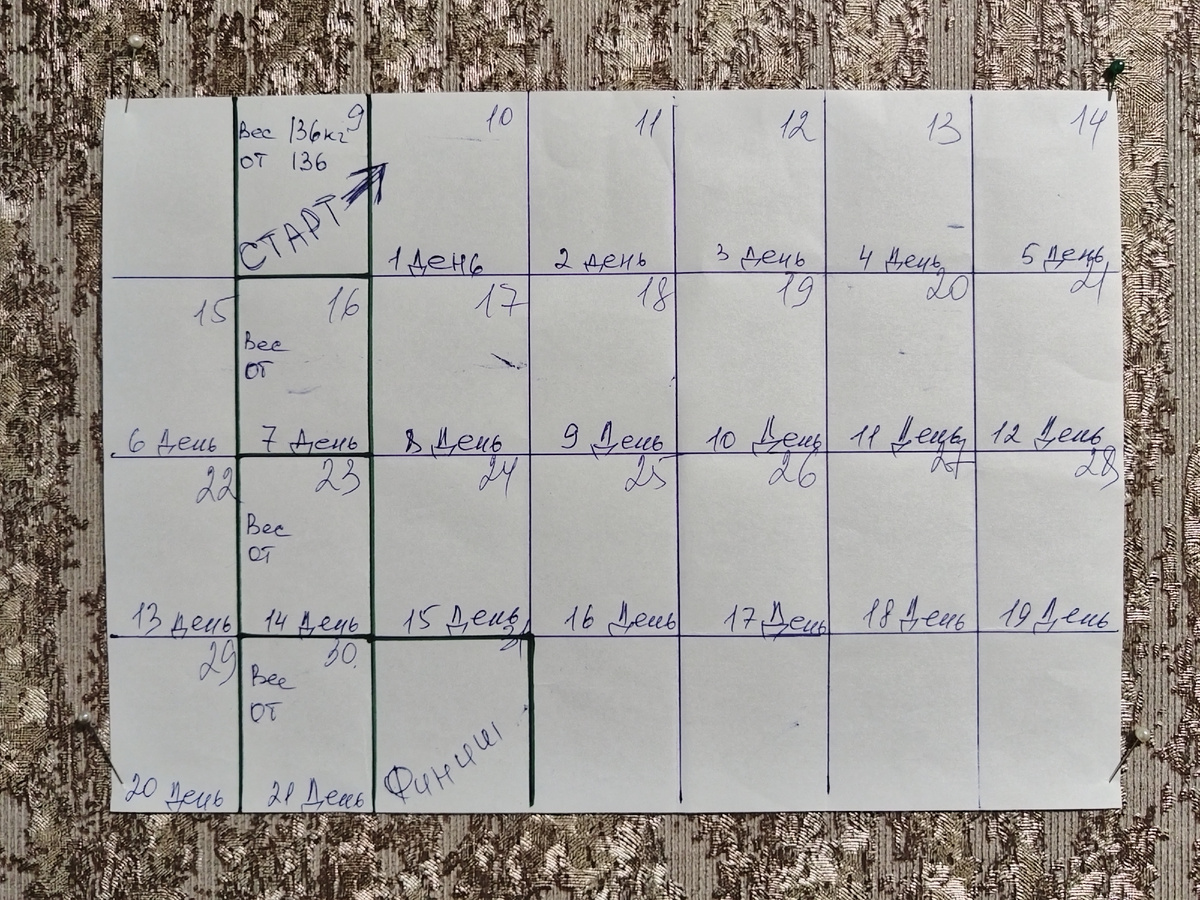 9
Вес 136кг
ОТ 136
СТАРТ
10
1 День
11
2 день
12
3 День
13
4 День
14
5 День
15
6 День
16
Вес
ОТ
7 День
17
8 День
18
9 День
19
10 День
20
11 День
21
12 День
22
13 День
23
Вес
ОТ
14 День
24
15 День
25
16 День
26
17 День
27
18 День
28
19 День
29
20 День
30
Вес
ОТ
21 День
31
Финиш